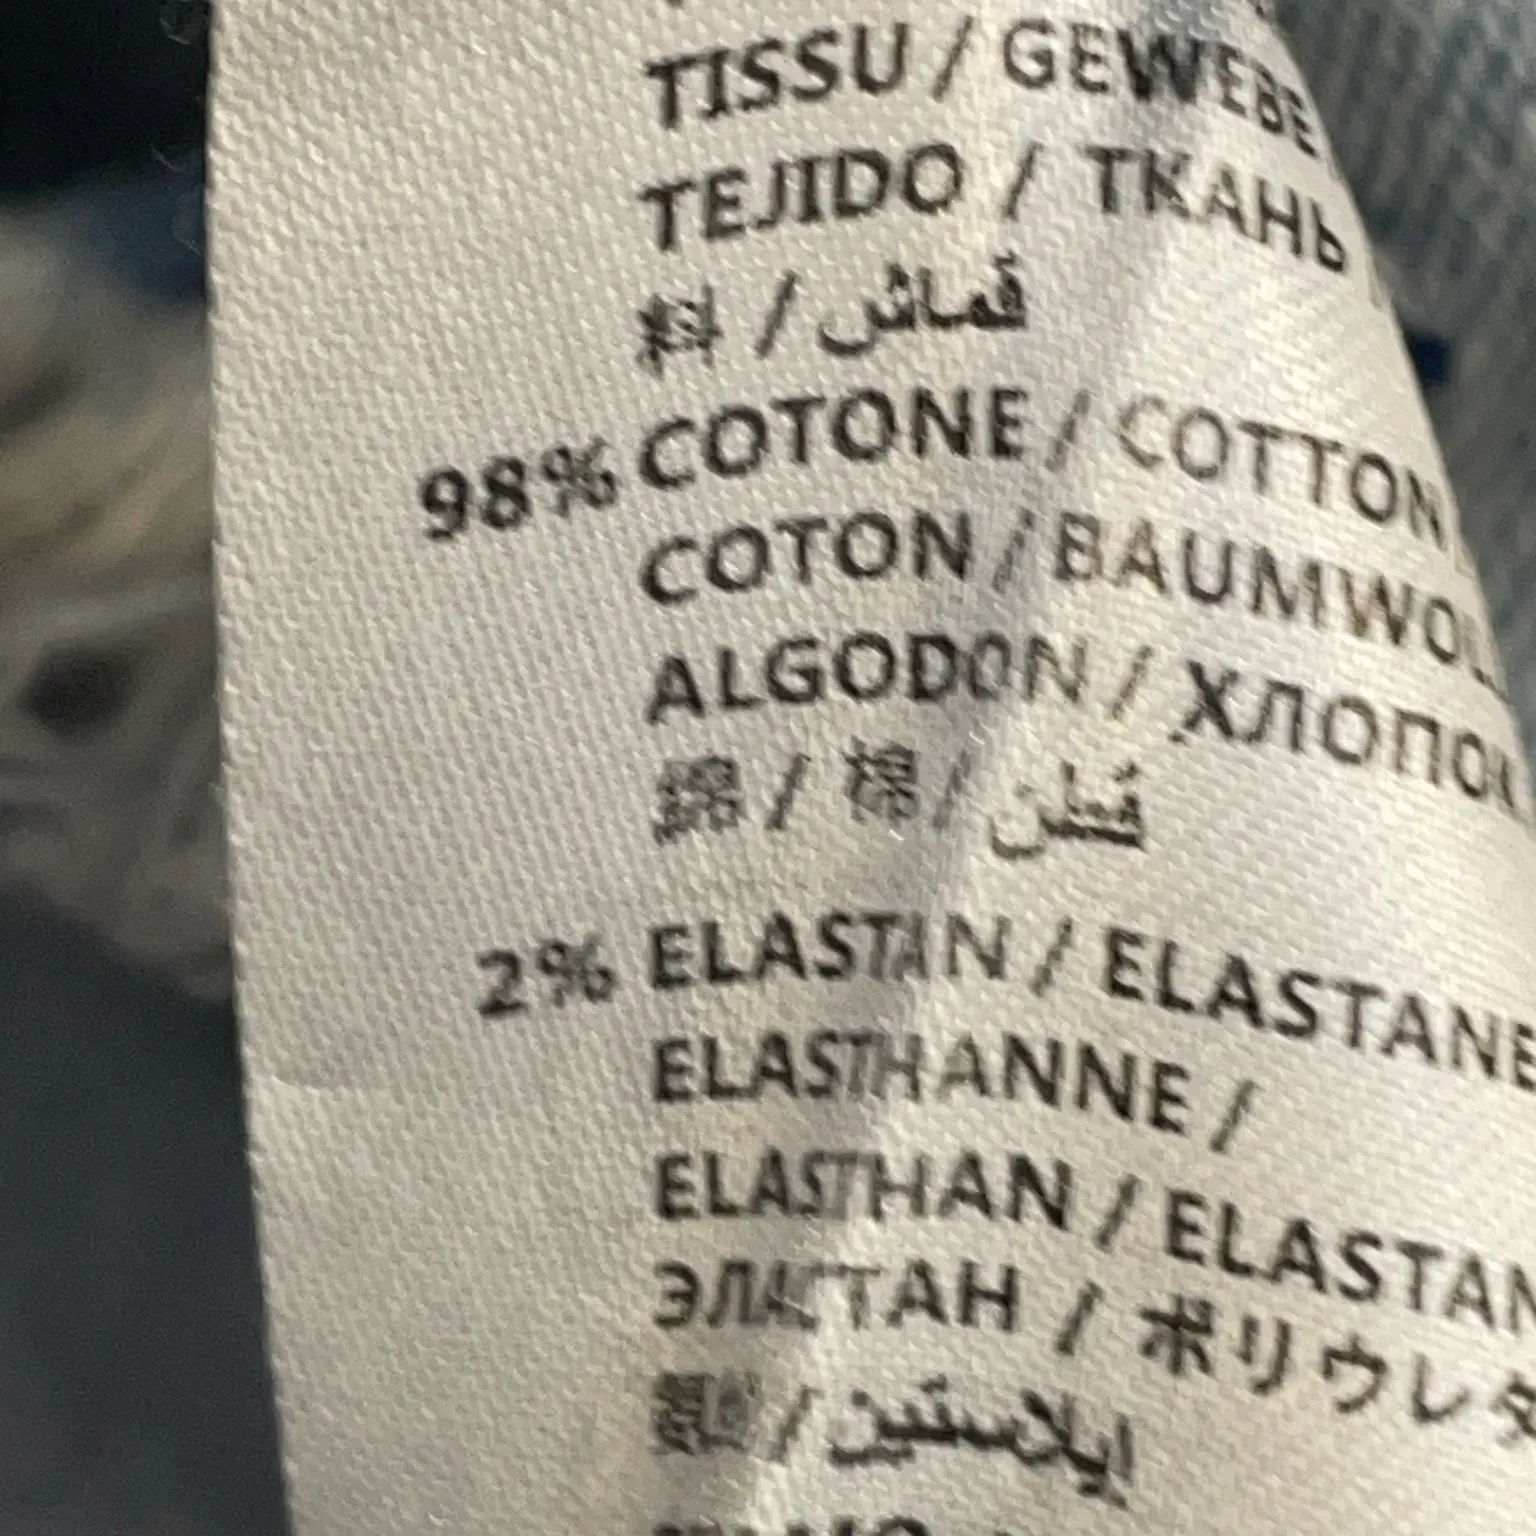 TISSU / GEWEBE
TEJIDO / ТКАНЬ
料 / قماش
98% COTONE / COTTON
COTON / BAUMWOL
ALGODON / ХЛОПОК
綿 / 棉 / قطن
2% ELASTAN / ELASTANE
ELASTHANNE /
ELASTHAN / ELASTAN
ЭЛАСТАН / ポリウレタ
/ ايلاستين